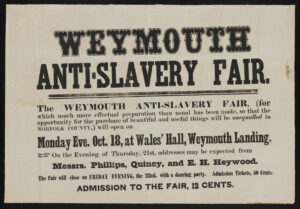 WEYMOUTH
ANTI-SLAVERY FAIR.
The WEYMOUTH ANTI-SLAVERY FAIR, (for
which much more effectual preparation than usual has been made, so that the
opportunity for the purchase of beautiful and useful things will be unequalled in
NORFOLK COUNTY,) will open on
Monday Eve. Oct. 18, at Wales' Hall, Weymouth Landing.
On the Evening of Thursday, 21st, addresses may be expected from
Messrs. Phillips, Quincy, and E. H. Heywood.
The Fair will close on FRIDAY EVENING, the 22d, with a dancing party. Admission Tickets, 50 Cents.
ADMISSION TO THE FAIR, 12 CENTS.